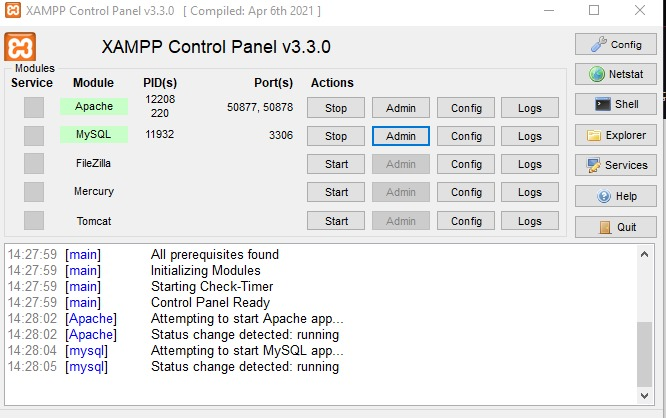 XAMPP Control Panel v3.3.0 [ Compiled: Apr 6th 2021 ]
XAMPP Control Panel v3.3.0
Config
Modules
Service Module PID(s) Port(s) Actions
Netstat
Apache 12208 220 50877, 50878 Stop Admin Config Logs
Shell
MySQL 11932 3306 Stop Admin Config Logs
Explorer
FileZilla Start Admin Config Logs
Services
Mercury Start Admin Config Logs
Help
Tomcat Start Admin Config Logs
Quit
14:27:59 [main] All prerequisites found
14:27:59 [main] Initializing Modules
14:27:59 [main] Starting Check-Timer
14:27:59 [main] Control Panel Ready
14:28:02 [Apache] Attempting to start Apache app...
14:28:02 [Apache] Status change detected: running
14:28:04 [mysql] Attempting to start MySQL app...
14:28:05 [mysql] Status change detected: running